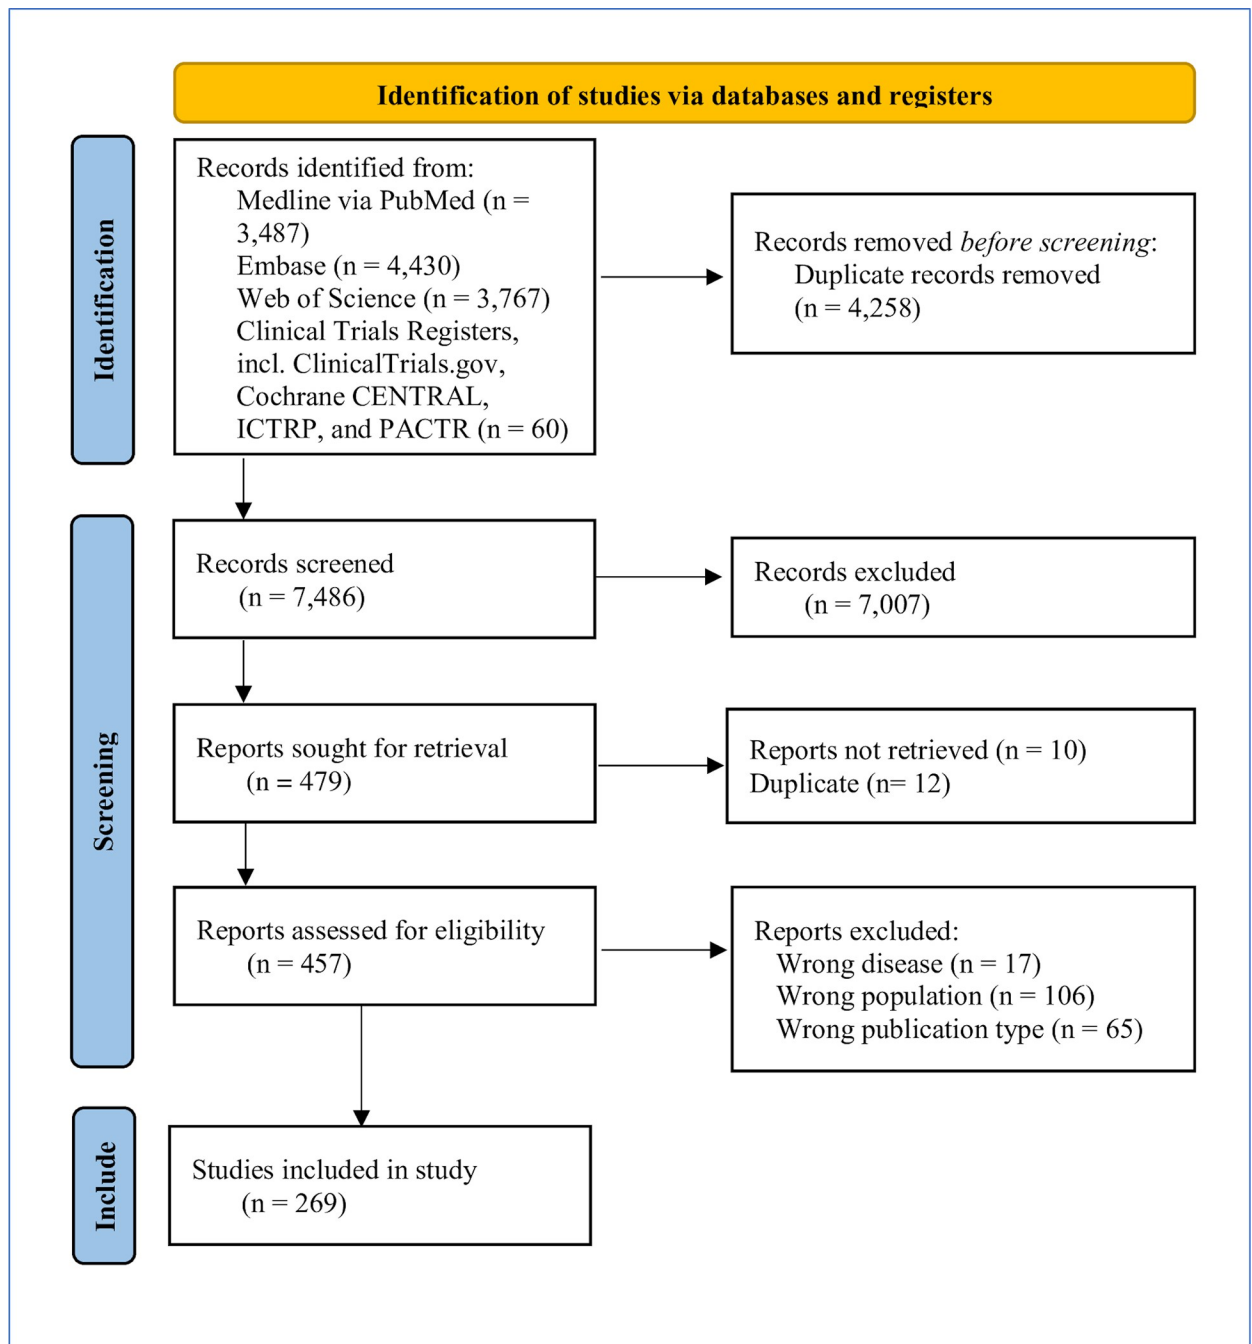 Identification of studies via databases and registers
Identification
Records identified from:
Medline via PubMed (n =
3,487)
Embase (n = 4,430)
Web of Science (n = 3,767)
Clinical Trials Registers,
incl. ClinicalTrials.gov,
Cochrane CENTRAL,
ICTRP, and PACTR (n = 60)
Records removed before screening:
Duplicate records removed
(n = 4,258)
Screening
Records screened
(n = 7,486)
Records excluded
(n = 7,007)
Reports sought for retrieval
(n = 479)
Reports not retrieved (n = 10)
Duplicate (n= 12)
Reports assessed for eligibility
(n = 457)
Reports excluded:
Wrong disease (n = 17)
Wrong population (n = 106)
Wrong publication type (n = 65)
Include
Studies included in study
(n = 269)